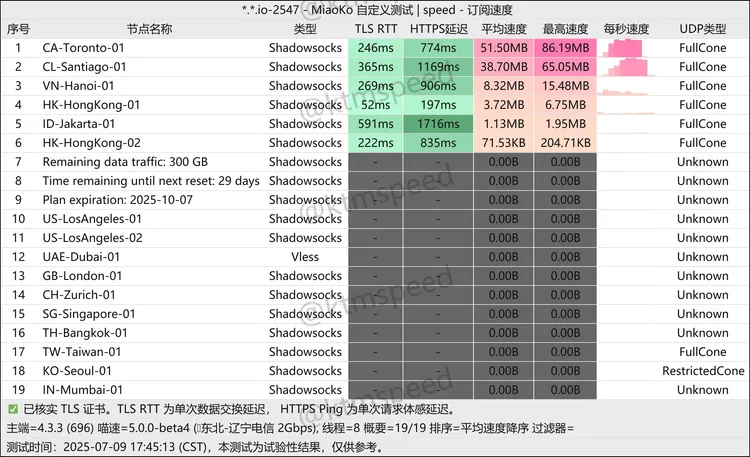 *.*.io-2547 - MiaoKo 自定义测试 | speed - 订阅速度
序号 节点名称 类型 TLS RTT HTTPS延迟 平均速度 最高速度 每秒速度 UDP类型
1 CA-Toronto-01 Shadowsocks 246ms 774ms 51.50MB 86.19MB FullCone
2 CL-Santiago-01 Shadowsocks 365ms 1169ms 38.70MB 65.05MB FullCone
3 VN-Hanoi-01 Shadowsocks 269ms 906ms 8.32MB 15.48MB FullCone
4 HK-HongKong-01 Shadowsocks 52ms 197ms 3.72MB 6.75MB FullCone
5 ID-Jakarta-01 Shadowsocks 591ms 1716ms 1.13MB 1.95MB FullCone
6 HK-HongKong-02 Shadowsocks 222ms 835ms 71.53KB 204.71KB FullCone
7 Remaining data traffic: 300 GB Shadowsocks - - 0.00B 0.00B Unknown
8 Time remaining until next reset: 29 days Shadowsocks - - 0.00B 0.00B Unknown
9 Plan expiration: 2025-10-07 Shadowsocks - - 0.00B 0.00B Unknown
10 US-LosAngeles-01 Shadowsocks - - 0.00B 0.00B Unknown
11 US-LosAngeles-02 Shadowsocks - - 0.00B 0.00B Unknown
12 UAE-Dubai-01 Vless - - 0.00B 0.00B Unknown
13 GB-London-01 Shadowsocks - - 0.00B 0.00B Unknown
14 CH-Zurich-01 Shadowsocks - - 0.00B 0.00B Unknown
15 SG-Singapore-01 Shadowsocks - - 0.00B 0.00B Unknown
16 TH-Bangkok-01 Shadowsocks - - 0.00B 0.00B Unknown
17 TW-Taiwan-01 Shadowsocks - - 0.00B 0.00B FullCone
18 KO-Seoul-01 Shadowsocks - - 0.00B 0.00B RestrictedCone
19 IN-Mumbai-01 Shadowsocks - - 0.00B 0.00B Unknown
✅ 已核实 TLS 证书。TLS RTT 为单次数据交换延迟， HTTPS Ping 为单次请求体感延迟。
主端=4.3.3 (696) 喵速=5.0.0-beta4 (东北-辽宁电信 2Gbps), 线程=8 概要=19/19 排序=平均速度降序 过滤器=
测试时间：2025-07-09 17:45:13 (CST)，本测试为试验性结果，仅供参考。
@ktmspeed
@ktmspeed
@ktmspeed
@ktmspeed